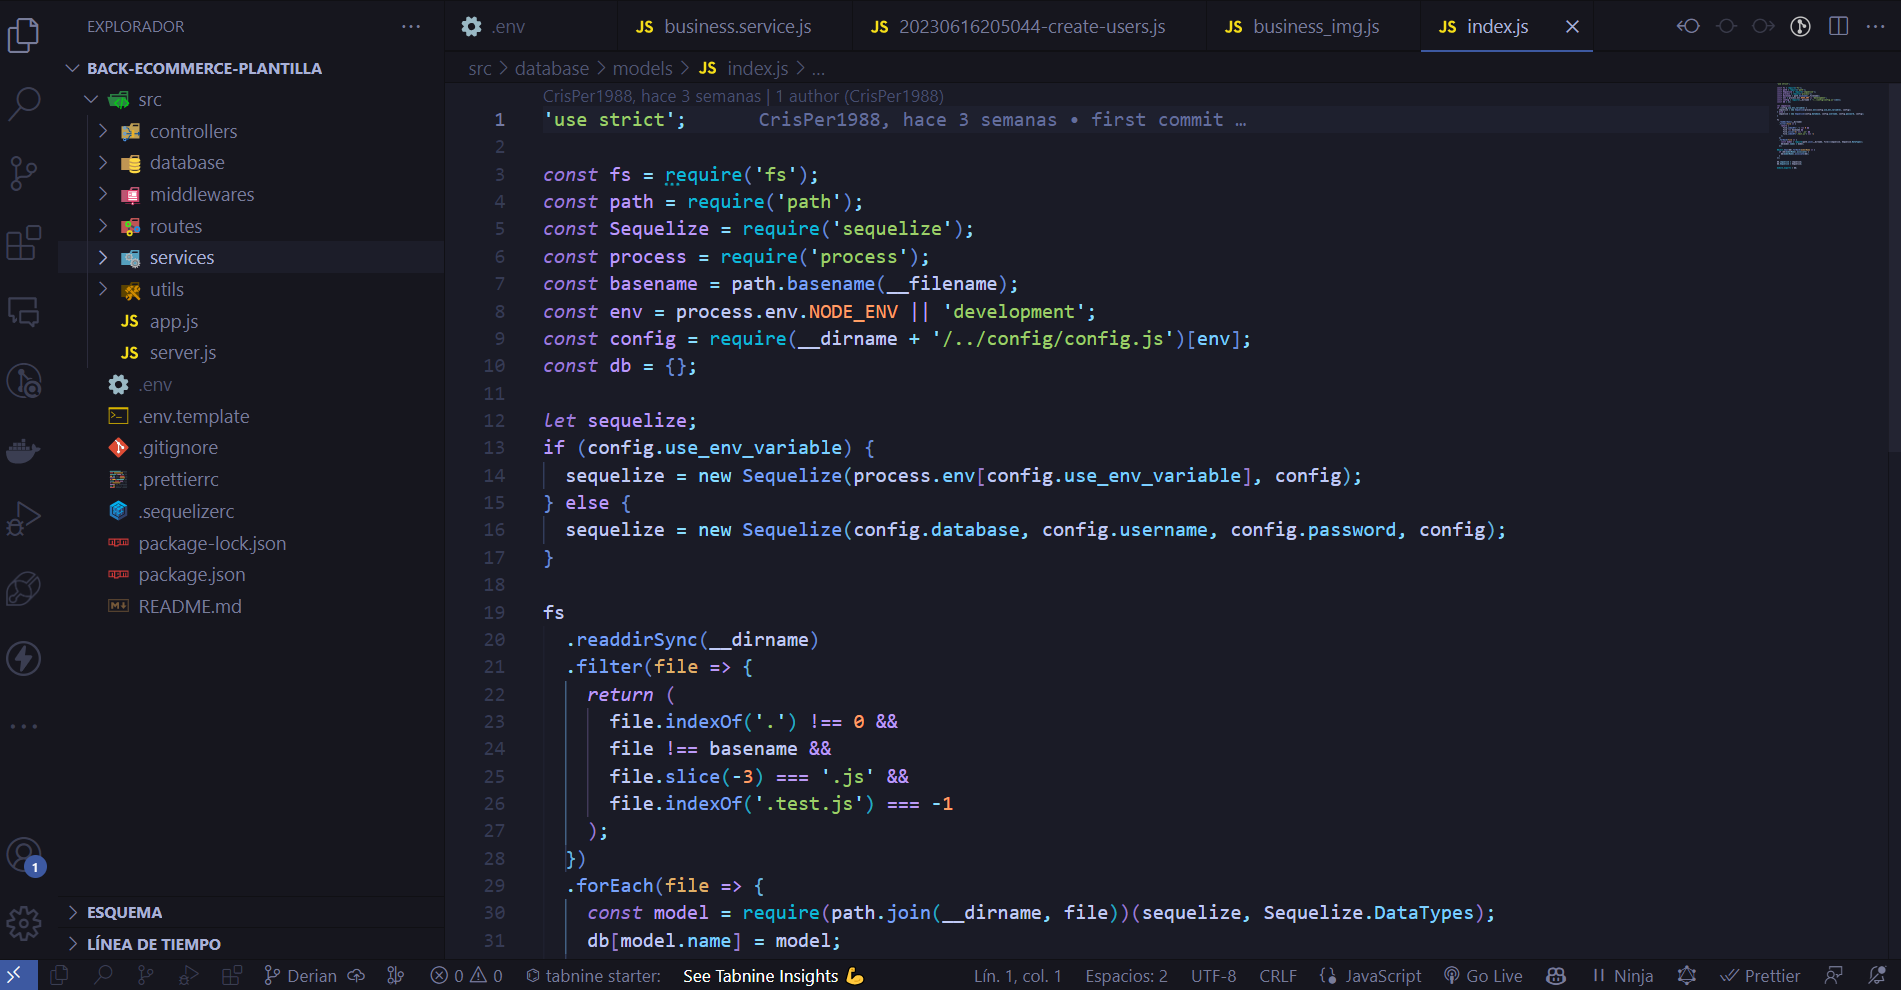 EXPLORADOR
BACK-ECOMMERCE-PLANTILLA
src
controllers
database
middlewares
routes
services
utils
JS app.js
JS server.js
.env
.env.template
.gitignore
.prettierrc
.sequelizerc
package-lock.json
package.json
README.md
ESQUEMA
LÍNEA DE TIEMPO
1
.env
JS business.service.js
JS 20230616205044-create-users.js
JS business_img.js
JS index.js
src > database > models > JS index.js > ...
CrisPer1988, hace 3 semanas | 1 author (CrisPer1988)
1 'use strict'; CrisPer1988, hace 3 semanas • first commit …
2
3 const fs = require('fs');
4 const path = require('path');
5 const Sequelize = require('sequelize');
6 const process = require('process');
7 const basename = path.basename(__filename);
8 const env = process.env.NODE_ENV || 'development';
9 const config = require(__dirname + '/../config/config.js')[env];
10 const db = {};
11
12 let sequelize;
13 if (config.use_env_variable) {
14 sequelize = new Sequelize(process.env[config.use_env_variable], config);
15 } else {
16 sequelize = new Sequelize(config.database, config.username, config.password, config);
17 }
18
19 fs
20 .readdirSync(__dirname)
21 .filter(file => {
22 return (
23 file.indexOf('.') !== 0 &&
24 file !== basename &&
25 file.slice(-3) === '.js' &&
26 file.indexOf('.test.js') === -1
27 );
28 })
29 .forEach(file => {
30 const model = require(path.join(__dirname, file))(sequelize, Sequelize.DataTypes);
31 db[model.name] = model;
Derian 0 0 tabnine starter: See Tabnine Insights 💪 Lín. 1, col. 1 Espacios: 2 UTF-8 CRLF JavaScript Go Live Ninja Prettier